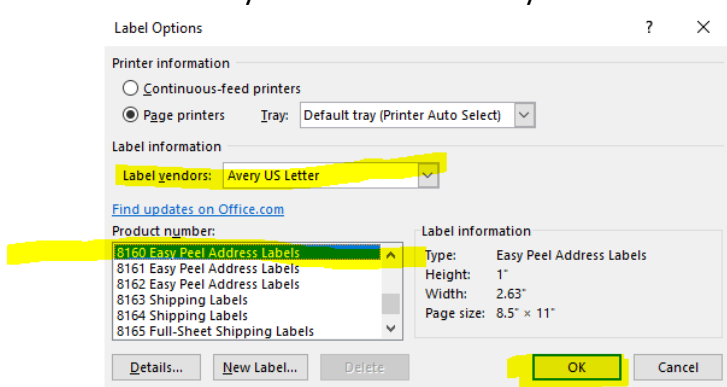 Label Options ? ×
Printer information
Continuous-feed printers
Page printers Tray: Default tray (Printer Auto Select)
Label information
Label vendors: Avery US Letter
Find updates on Office.com
Product number:
8160 Easy Peel Address Labels
8161 Easy Peel Address Labels
8162 Easy Peel Address Labels
8163 Shipping Labels
8164 Shipping Labels
8165 Full-Sheet Shipping Labels
Label information
Type: Easy Peel Address Labels
Height: 1"
Width: 2.63"
Page size: 8.5" × 11"
Details... New Label... Delete OK Cancel